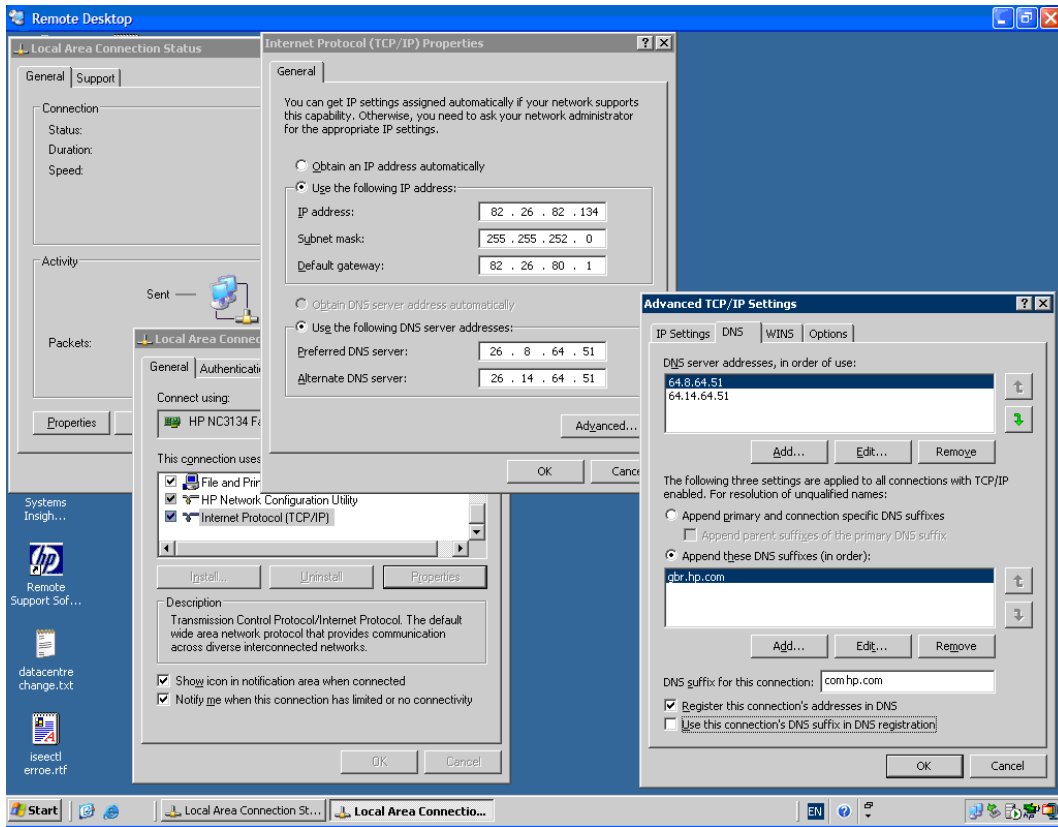 Remote Desktop
Local Area Connection Status
General Support
Connection
Status:
Duration:
Speed:
Activity
Sent
Packets:
Properties
Internet Protocol (TCP/IP) Properties
General
You can get IP settings assigned automatically if your network supports
this capability. Otherwise, you need to ask your network administrator
for the appropriate IP settings.
Obtain an IP address automatically
Use the following IP address:
IP address: 82 . 26 . 82 . 134
Subnet mask: 255 . 255 . 252 . 0
Default gateway: 82 . 26 . 80 . 1
Obtain DNS server address automatically
Use the following DNS server addresses:
Preferred DNS server: 26 . 8 . 64 . 51
Alternate DNS server: 26 . 14 . 64 . 51
Advanced...
OK Cance
Local Area Connec
General Authenticati
Connect using:
HP NC3134 Fa
This connection uses
File and Prin
HP Network Configuration Utility
Internet Protocol (TCP/IP)
Install... Uninstall Properties
Description
Transmission Control Protocol/Internet Protocol. The default
wide area network protocol that provides communication
across diverse interconnected networks.
Show icon in notification area when connected
Notify me when this connection has limited or no connectivity
OK Cancel
Advanced TCP/IP Settings
IP Settings DNS WINS Options
DNS server addresses, in order of use:
64.8.64.51
64.14.64.51
Add... Edit... Remove
The following three settings are applied to all connections with TCP/IP
enabled. For resolution of unqualified names:
Append primary and connection specific DNS suffixes
Append parent suffixes of the primary DNS suffix
Append these DNS suffixes (in order):
gbr.hp.com
Add... Edit... Remove
DNS suffix for this connection: com hp.com
Register this connection's addresses in DNS
Use this connection's DNS suffix in DNS registration
OK Cancel
Systems
Insigh...
hp
Remote
Support Sof...
datacentre
change.txt
iseectl
erroe.rtf
Start Local Area Connection St... Local Area Connectio... EN